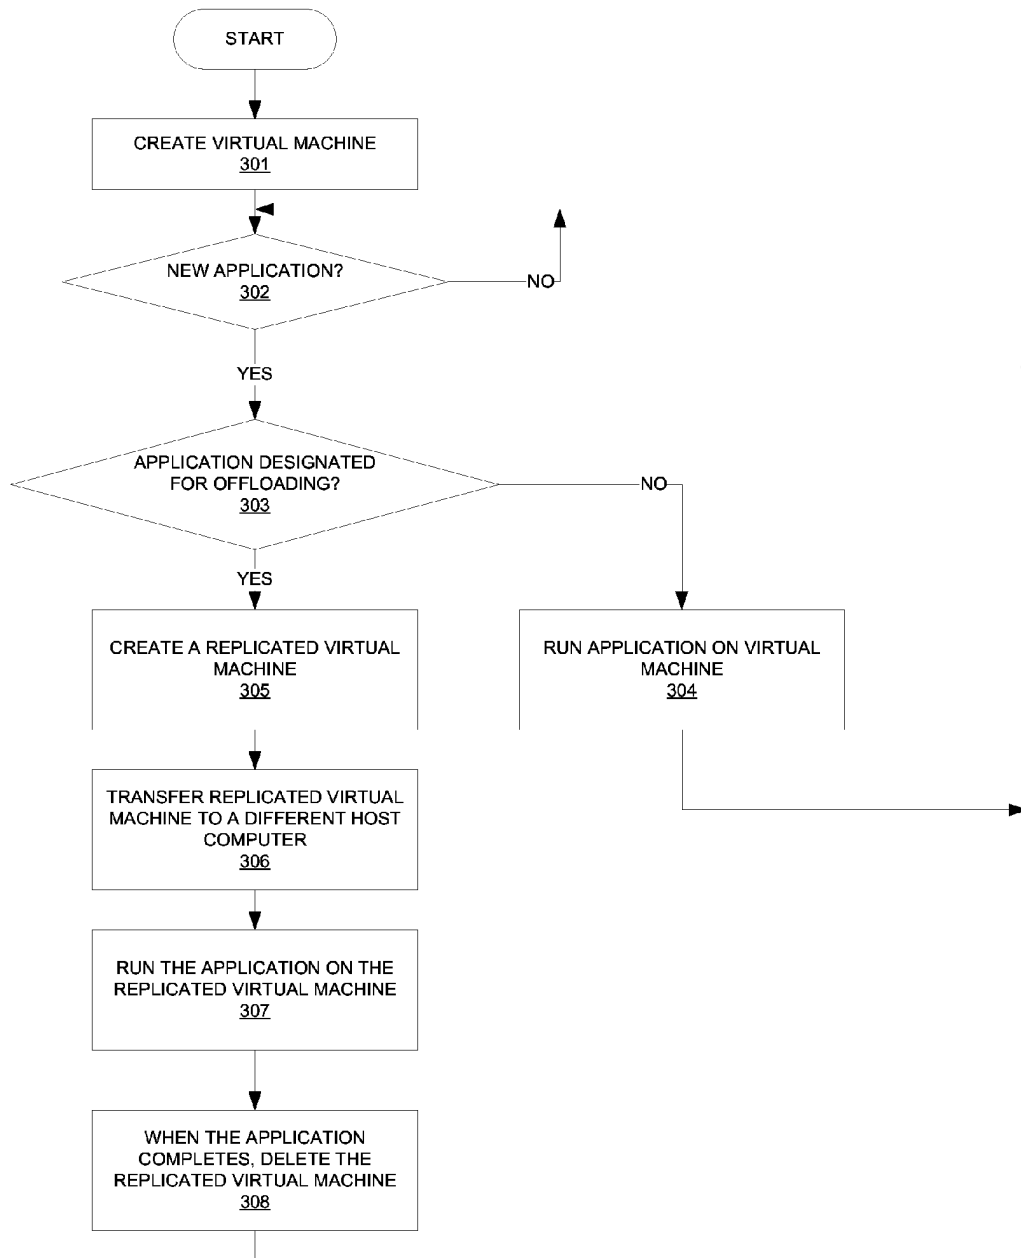 START
CREATE VIRTUAL MACHINE
301
NEW APPLICATION?
302
NO
YES
APPLICATION DESIGNATED
FOR OFFLOADING?
303
NO
YES
CREATE A REPLICATED VIRTUAL
MACHINE
305
RUN APPLICATION ON VIRTUAL
MACHINE
304
TRANSFER REPLICATED VIRTUAL
MACHINE TO A DIFFERENT HOST
COMPUTER
306
RUN THE APPLICATION ON THE
REPLICATED VIRTUAL MACHINE
307
WHEN THE APPLICATION
COMPLETES, DELETE THE
REPLICATED VIRTUAL MACHINE
308